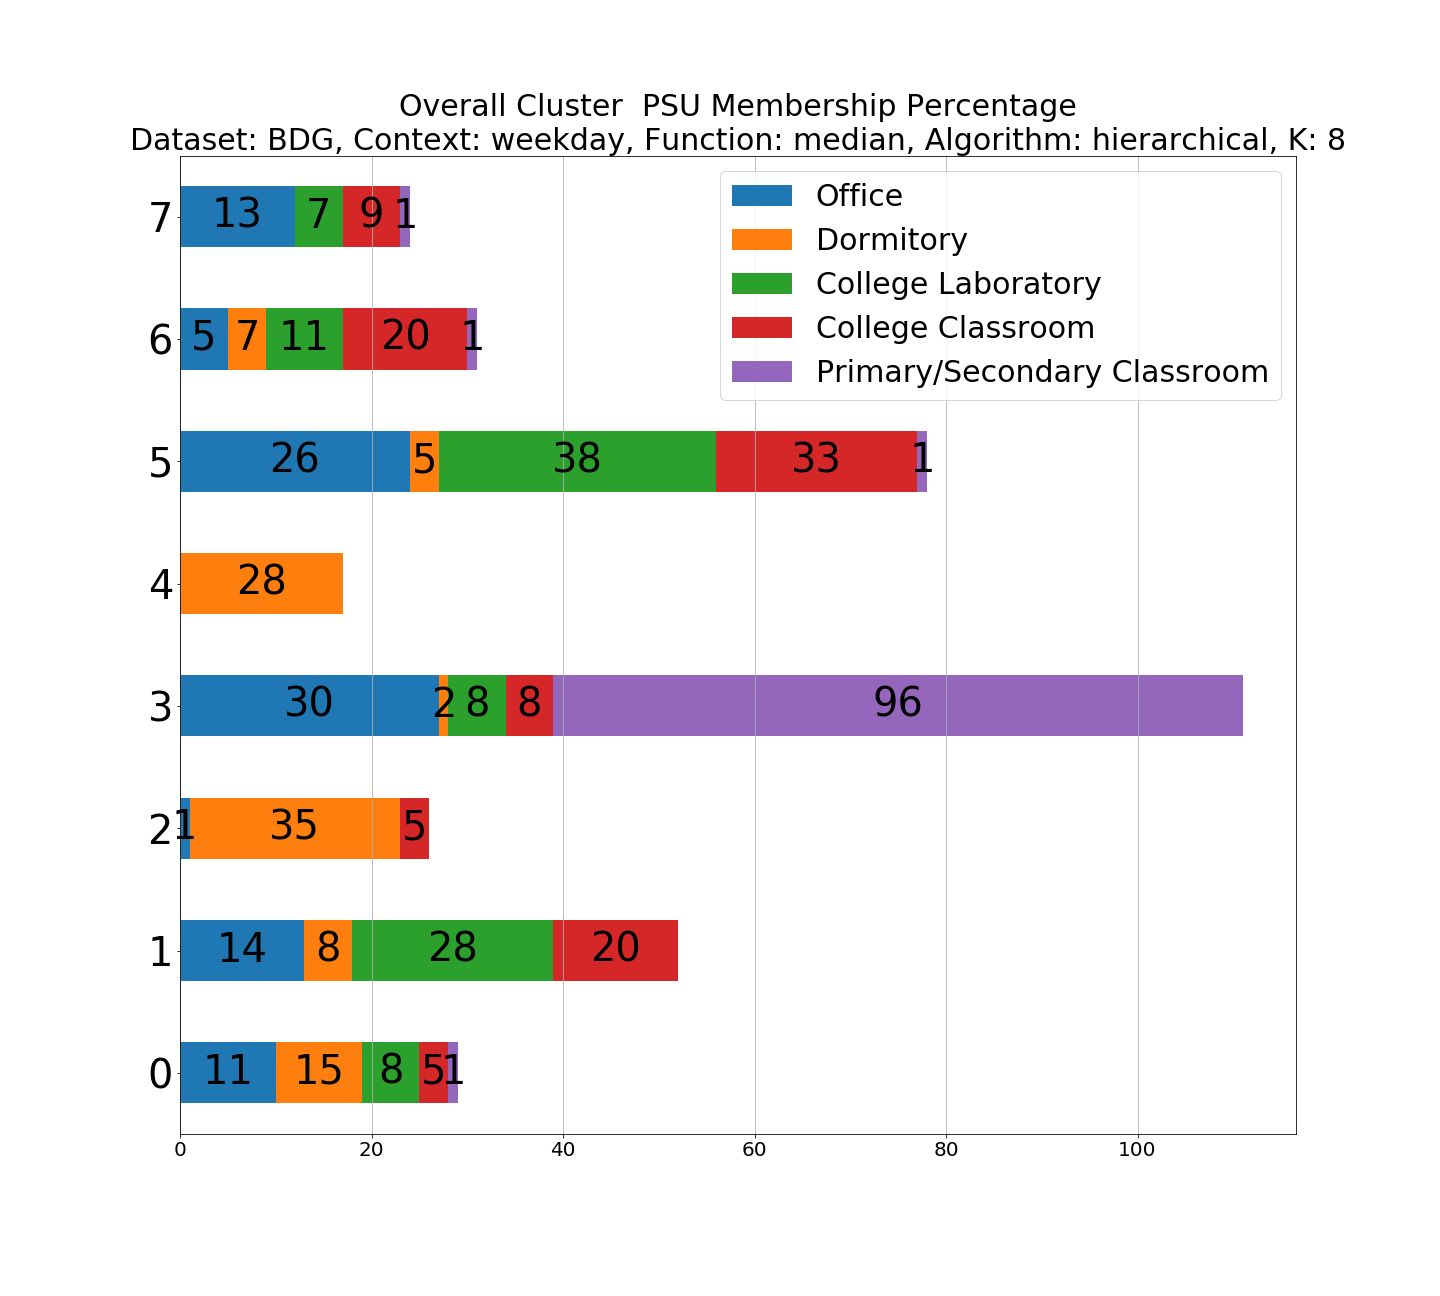 Overall Cluster  PSU Membership Percentage
Dataset: BDG, Context: weekday, Function: median, Algorithm: hierarchical, K: 8
Office
Dormitory
College Laboratory
College Classroom
Primary/Secondary Classroom
7 13 7 9 1
6 5 7 11 20 1
5 26 5 38 33 1
4 28
3 30 2 8 8 96
2 1 35 5
1 14 8 28 20
0 11 15 8 5 1
0 20 40 60 80 100